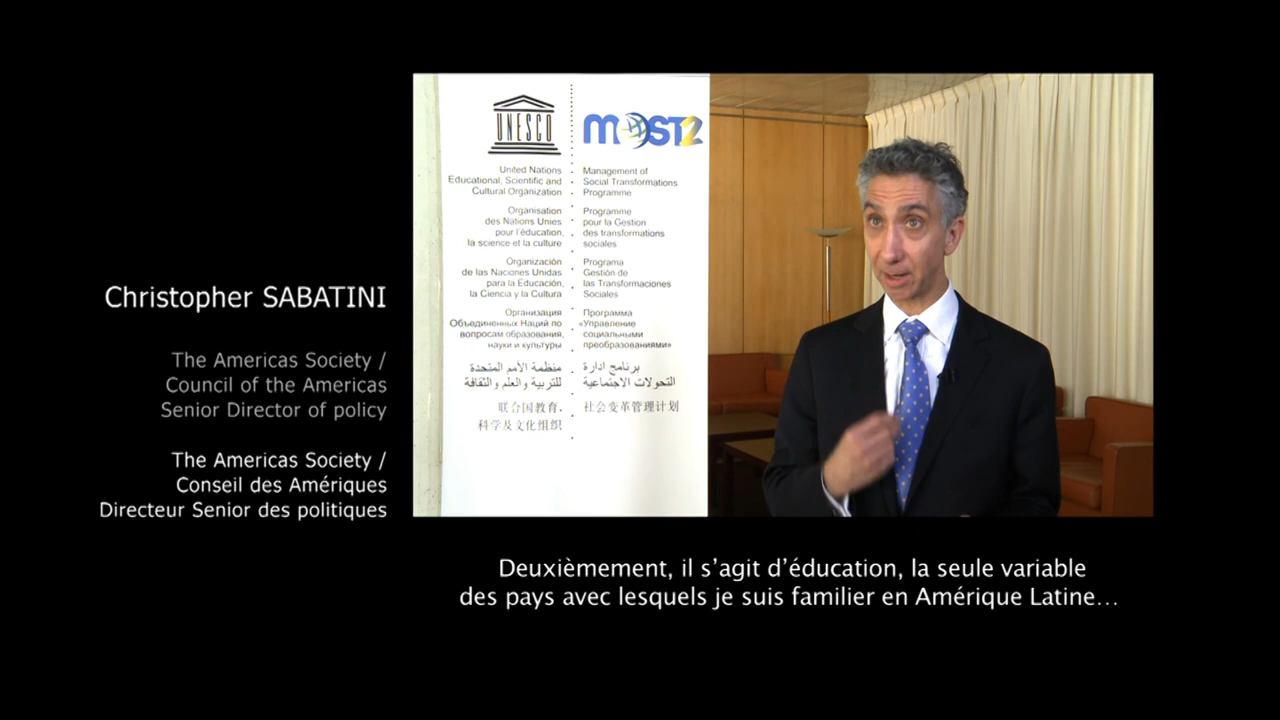 Christopher SABATINI
The Americas Society /
Council of the Americas
Senior Director of policy
The Americas Society /
Conseil des Amériques
Directeur Senior des politiques
UNESCO
United Nations
Educational, Scientific and
Cultural Organization
Organisation
des Nations Unies
pour l'éducation,
la science et la culture
Organización
de las Naciones Unidas
para la Educación,
la Ciencia y la Cultura
Организация
Объединенных Наций по
вопросам образования,
науки и культуры
منظمة الأمم المتحدة
للتربية والعلم والثقافة
联合国教育、
科学及文化组织
MOST2
Management of
Social Transformations
Programme
Programme
pour la Gestion
des transformations
sociales
Programa
Gestión de
las Transformaciones
Sociales
Программа
«Управление
социальными
преобразованиями»
برنامج ادارة
التحولات الاجتماعية
社会变革管理计划
Deuxièmement, il s'agit d'éducation, la seule variable
des pays avec lesquels je suis familier en Amérique Latine...